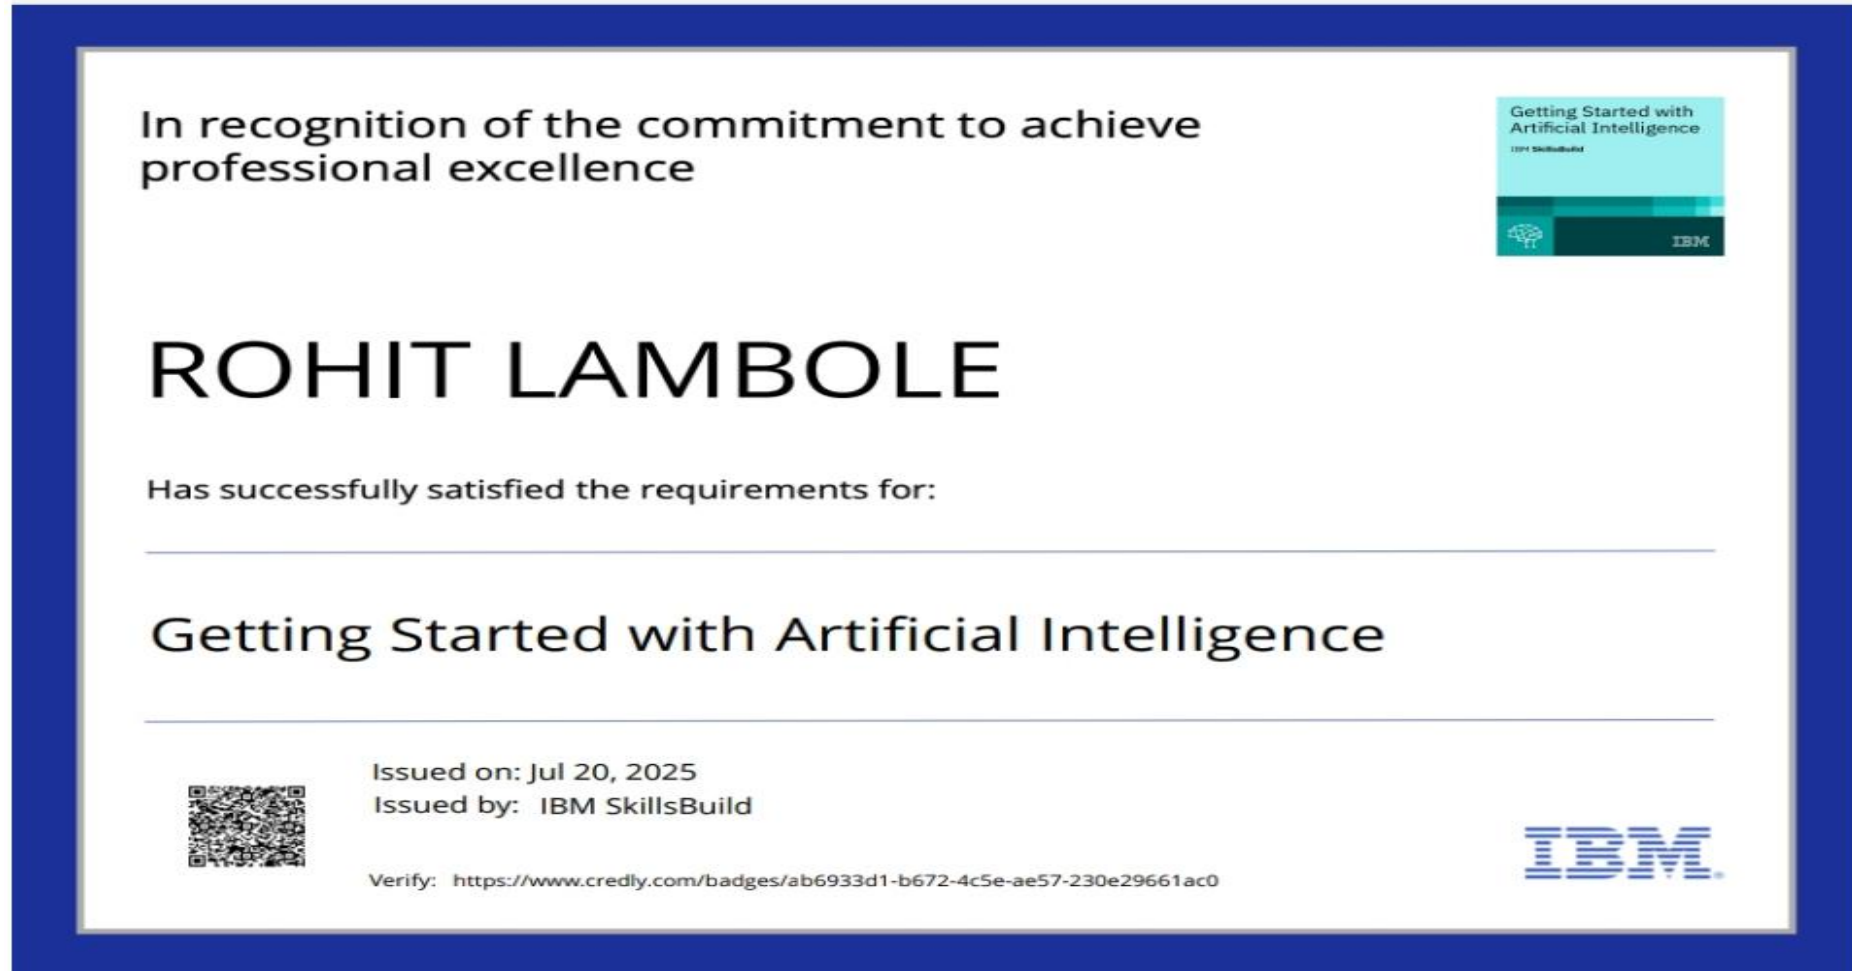 In recognition of the commitment to achieve
professional excellence
Getting Started with
Artificial Intelligence
IBM SkillsBuild
IBM
ROHIT LAMBOLE
Has successfully satisfied the requirements for:
Getting Started with Artificial Intelligence
Issued on: Jul 20, 2025
Issued by: IBM SkillsBuild
Verify: https://www.credly.com/badges/ab6933d1-b672-4c5e-ae57-230e29661ac0
IBM®